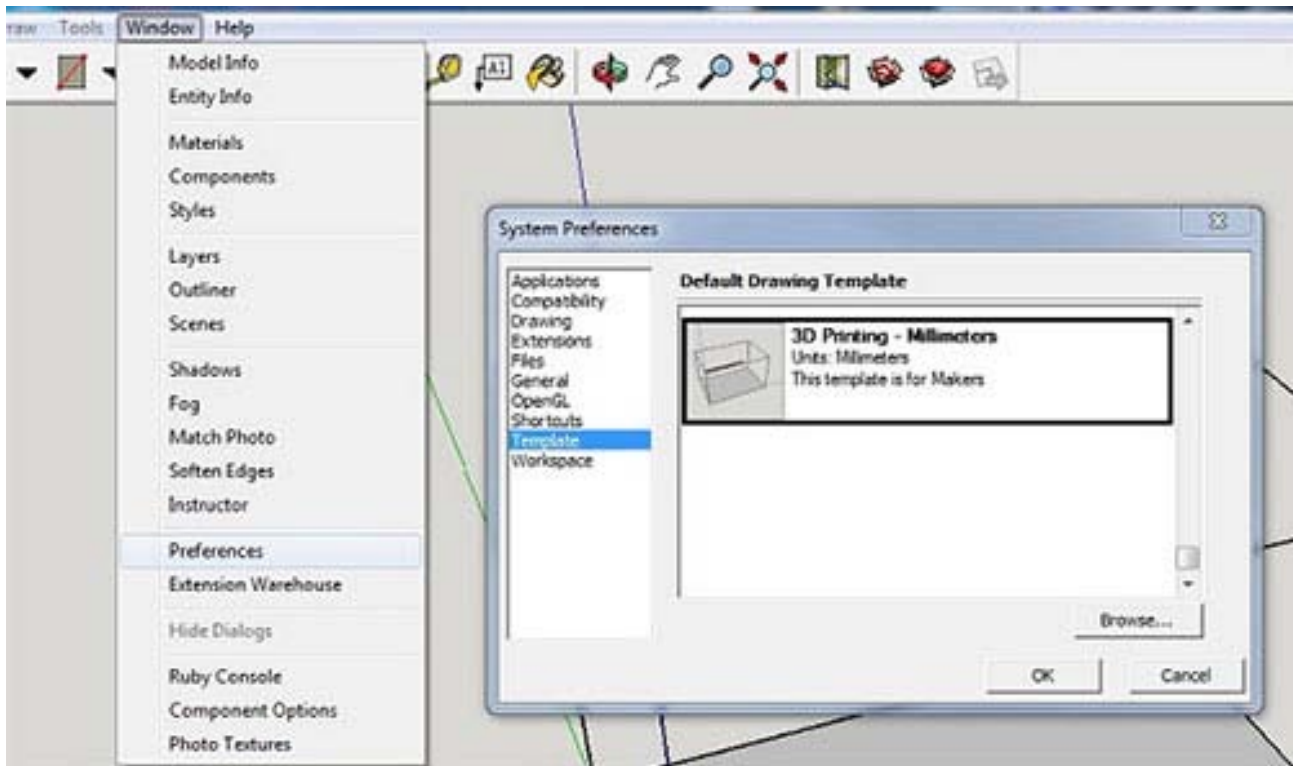 raw Tools Window Help
Model Info
Entity Info
Materials
Components
Styles
Layers
Outliner
Scenes
Shadows
Fog
Match Photo
Soften Edges
Instructor
Preferences
Extension Warehouse
Hide Dialogs
Ruby Console
Component Options
Photo Textures
A1
System Preferences
Applications
Compatibility
Drawing
Extensions
Files
General
OpenGL
Shortcuts
Template
Workspace
Default Drawing Template
3D Printing - Millimeters
Units: Millimeters
This template is for Makers
Browse...
OK Cancel